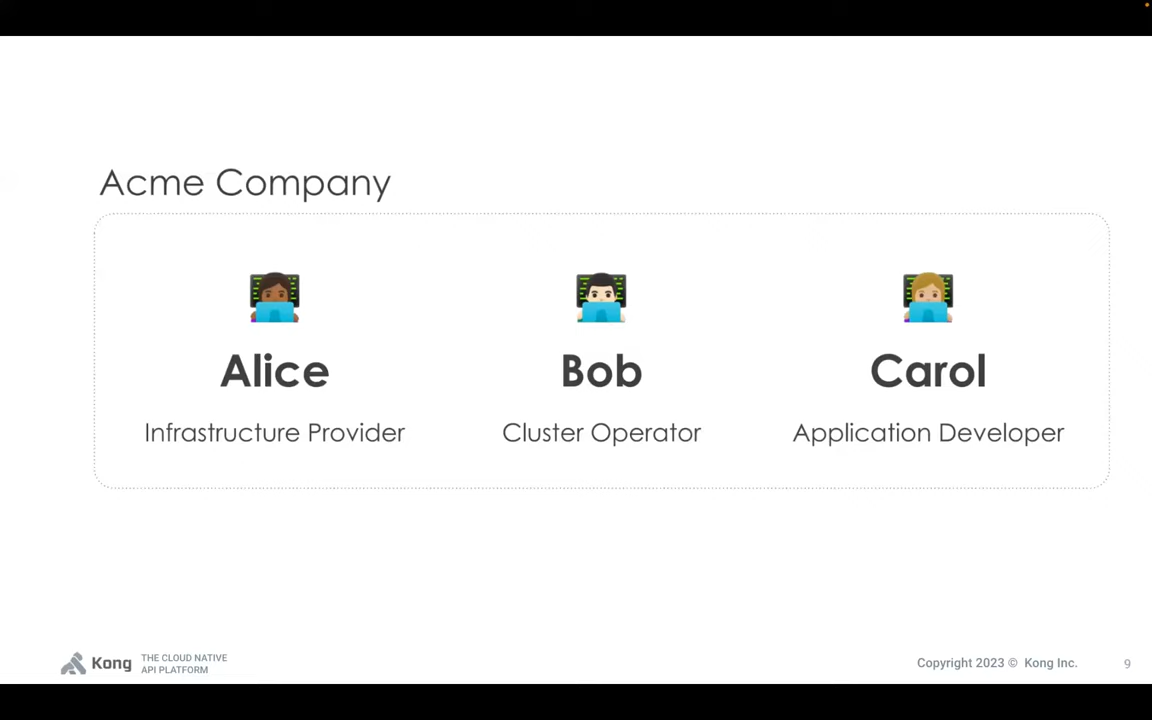 Acme Company
Alice
Bob
Carol
Infrastructure Provider
Cluster Operator
Application Developer
Kong
THE CLOUD NATIVE
API PLATFORM
Copyright 2023 © Kong Inc.
9